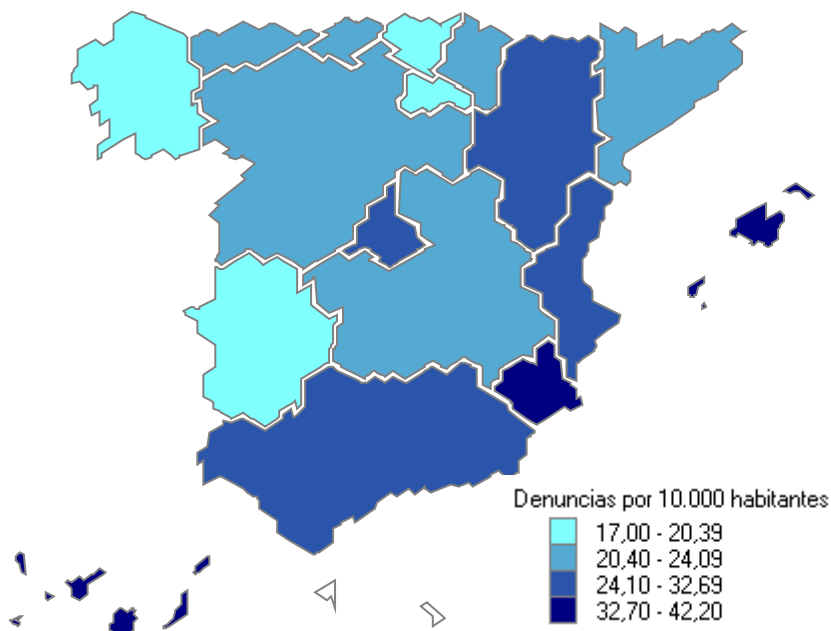 Denuncias por 10.000 habitantes
17,00 - 20,39
20,40 - 24,09
24,10 - 32,69
32,70 - 42,20